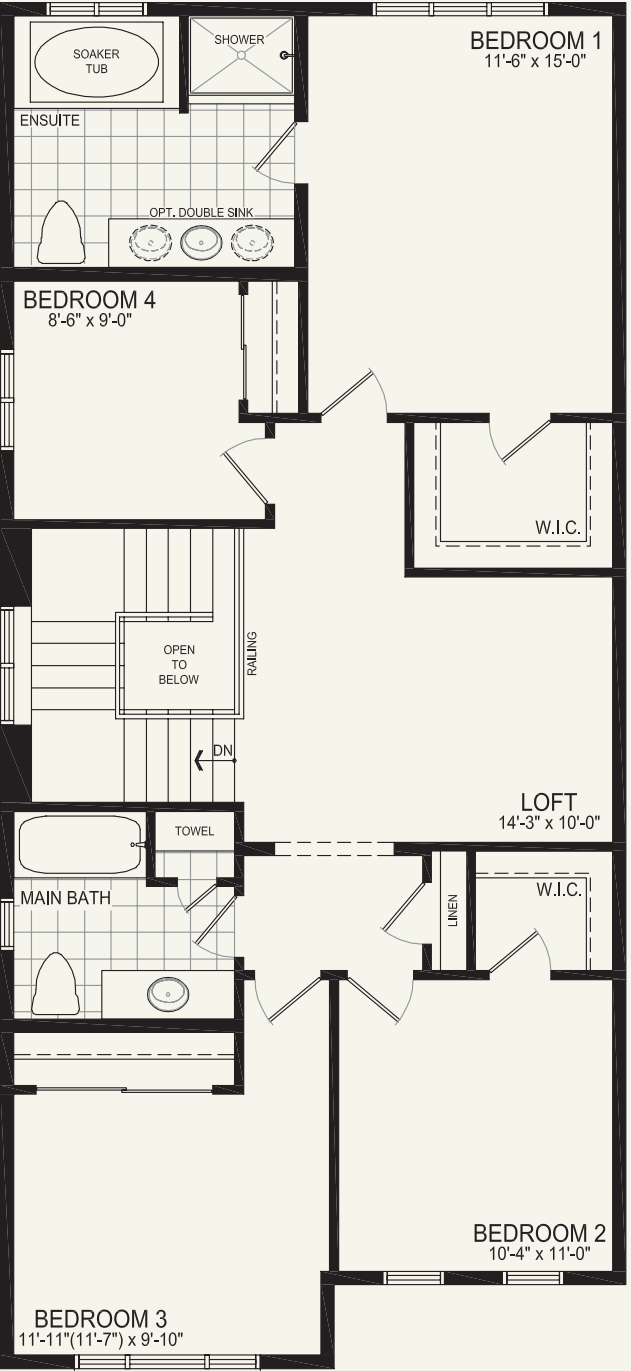 SOAKER
TUB
SHOWER
BEDROOM 1
11'-6" x 15'-0"
ENSUITE
OPT. DOUBLE SINK
BEDROOM 4
8'-6" x 9'-0"
W.I.C.
OPEN
TO
BELOW
RAILING
DN
LOFT
14'-3" x 10'-0"
TOWEL
MAIN BATH
LINEN
W.I.C.
BEDROOM 2
10'-4" x 11'-0"
BEDROOM 3
11'-11"(11'-7") x 9'-10"